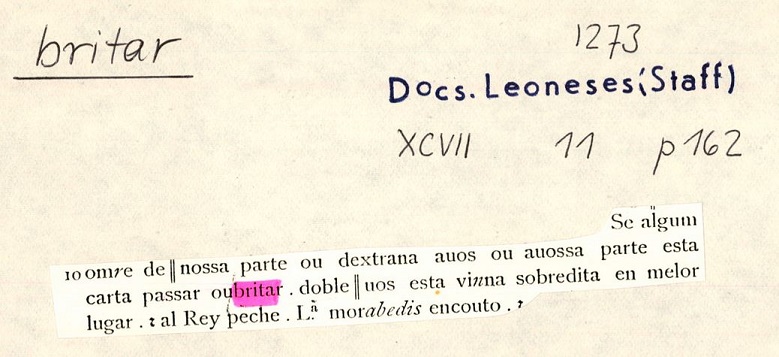 britar
1273
Docs. Leoneses (Staff)
XCVII 11 p162
Se algum
10 omre de ‖ nossa parte ou dextrana auos ou auossa parte esta
carta passar oubritar . doble ‖ uos esta vinna sobredita en melor
lugar . ⁊ al Rey peche . L.ª morabedis encouto . ⁊